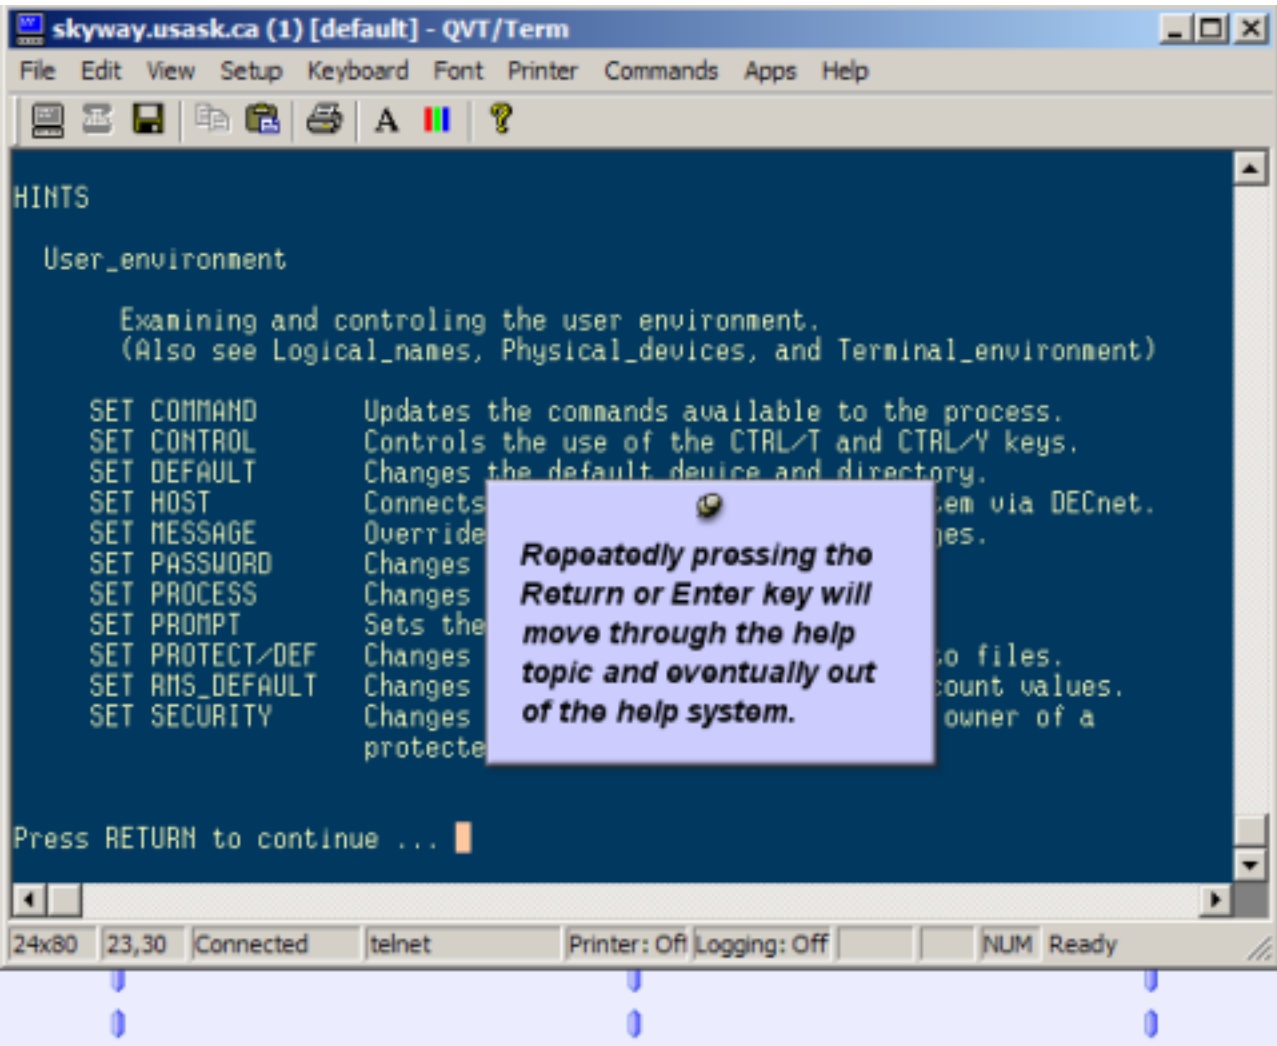 skyway.usask.ca (1) [default] - QVT/Term
File Edit View Setup Keyboard Font Printer Commands Apps Help
HINTS
User_environment
Examining and controling the user environment.
(Also see Logical_names, Physical_devices, and Terminal_environment)
SET COMMAND Updates the commands available to the process.
SET CONTROL Controls the use of the CTRL/T and CTRL/Y keys.
SET DEFAULT Changes the default device and directory.
SET HOST Connects em via DECnet.
SET MESSAGE Override es.
SET PASSWORD Changes
SET PROCESS Changes
SET PROMPT Sets the
SET PROTECT/DEF Changes o files.
SET RMS_DEFAULT Changes count values.
SET SECURITY Changes owner of a
protecte
Repeatedly pressing the
Return or Enter key will
move through the help
topic and eventually out
of the help system.
Press RETURN to continue ...
24x80 23,30 Connected telnet Printer: Off Logging: Off NUM Ready